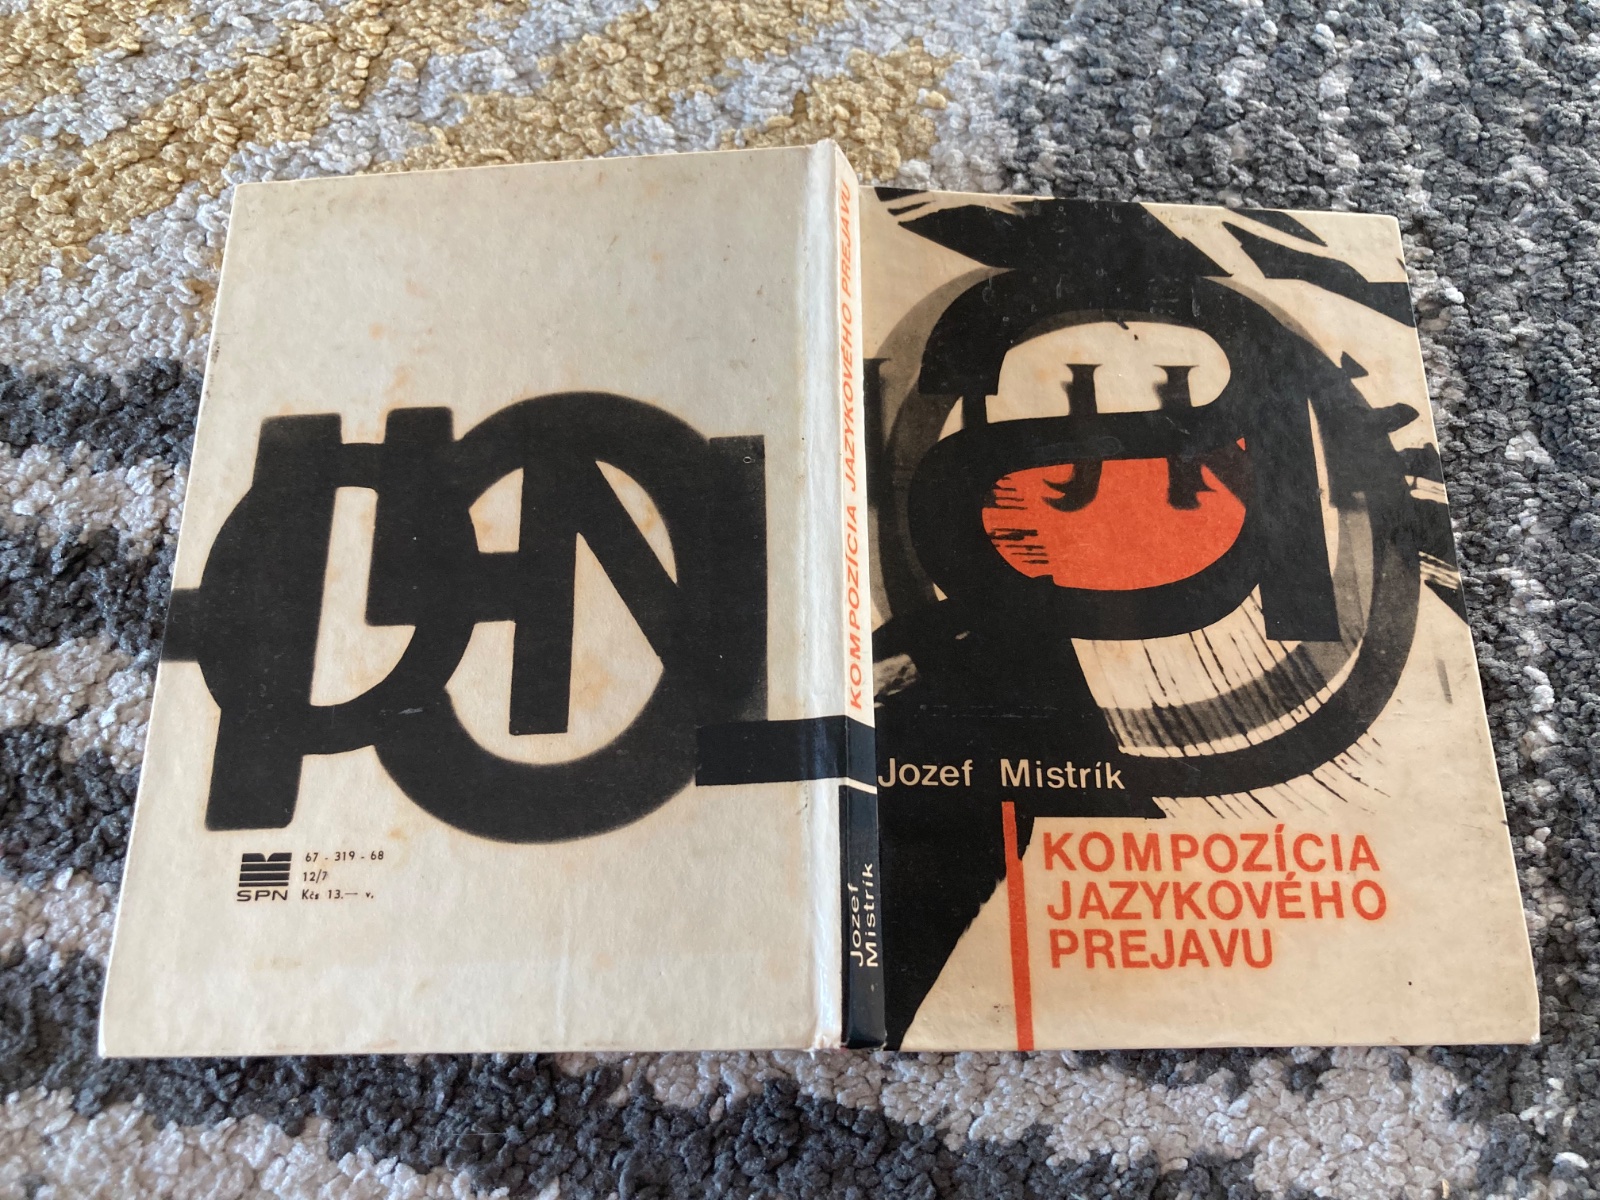 67 - 319 - 68
12/7
Kčs 13.— v.
SPN
KOMPOZÍCIA JAZYKOVÉHO PREJAVU
Jozef
Mistrík
Jozef Mistrík
KOMPOZÍCIA
JAZYKOVÉHO
PREJAVU